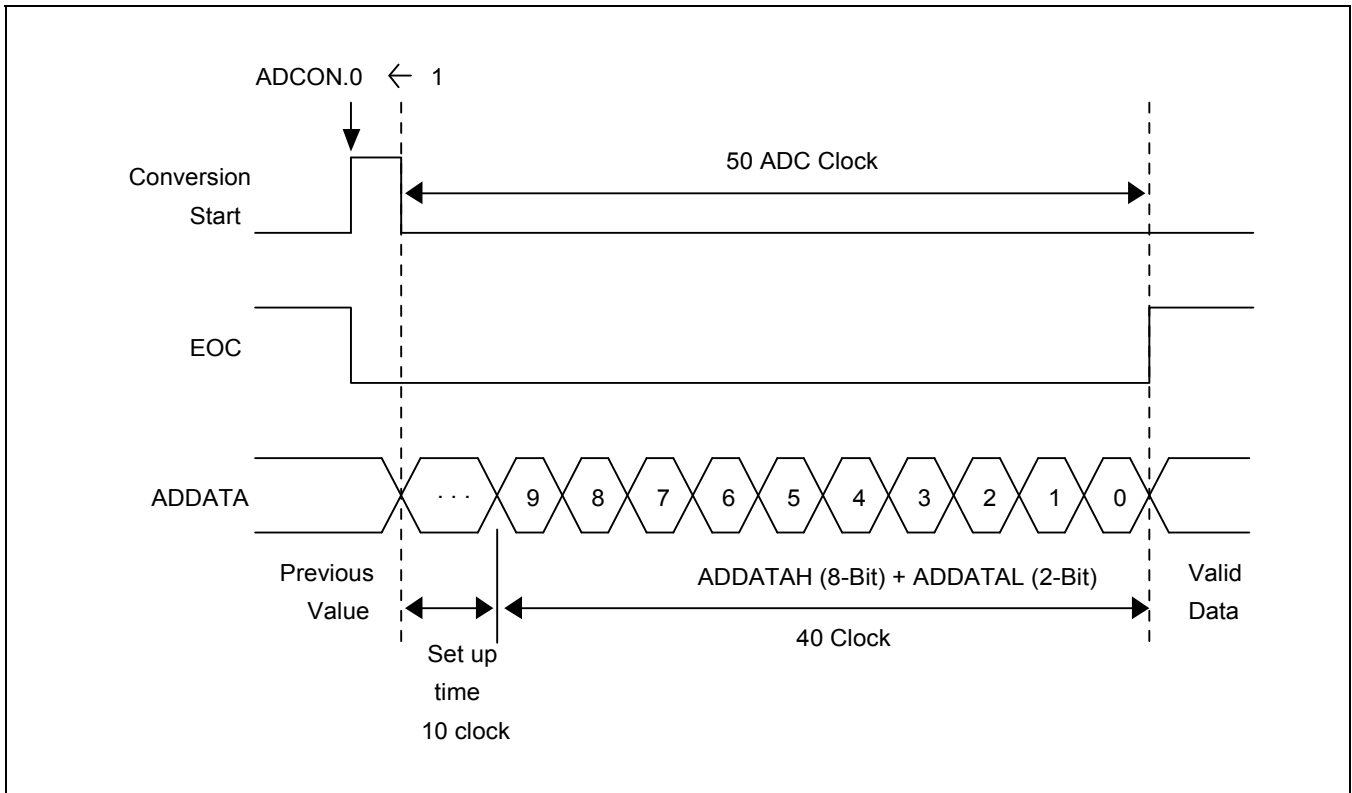 ADCON.0 ← 1
50 ADC Clock
Conversion
Start
EOC
ADDATA
· · ·
9
8
7
6
5
4
3
2
1
0
Previous
Value
ADDATAH (8-Bit) + ADDATAL (2-Bit)
Valid
Data
40 Clock
Set up
time
10 clock